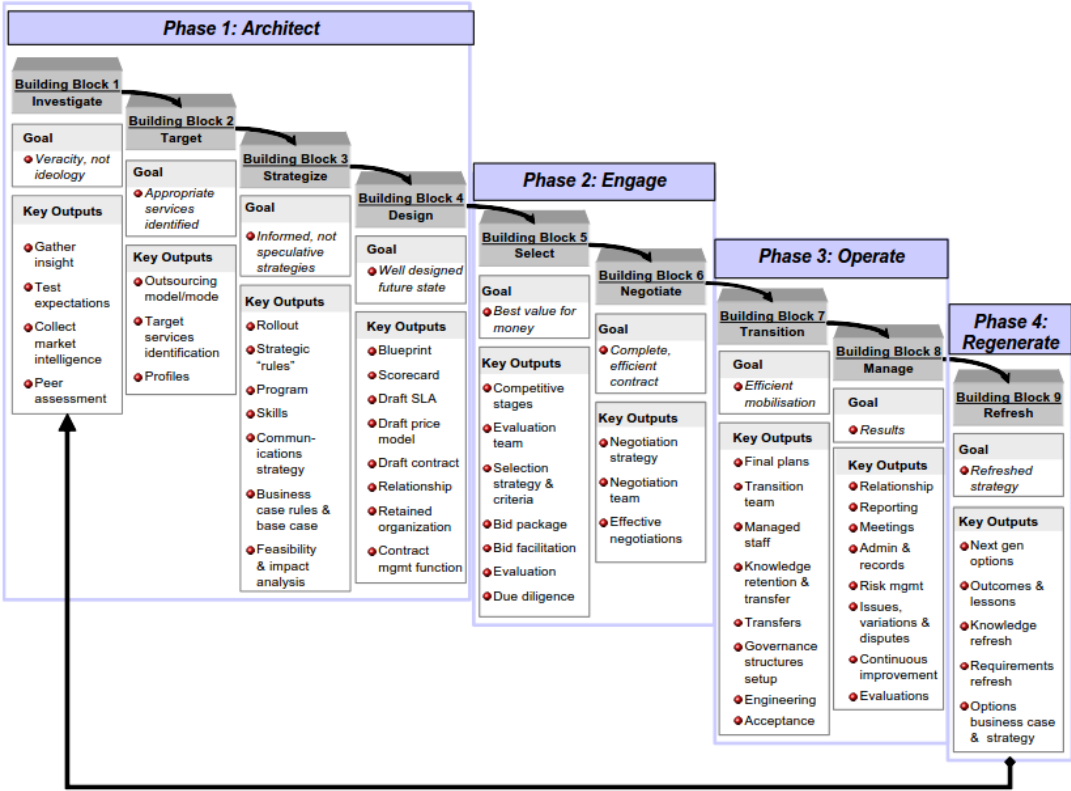 Phase 1: Architect
Building Block 1
Investigate
Goal
Veracity, not
ideology
Key Outputs
Gather
insight
Test
expectations
Collect
market
intelligence
Peer
assessment
Building Block 2
Target
Goal
Appropriate
services
identified
Key Outputs
Outsourcing
model/mode
Target
services
identification
Profiles
Building Block 3
Strategize
Goal
Informed, not
speculative
strategies
Key Outputs
Rollout
Strategic
“rules”
Program
Skills
Commun-
ications
strategy
Business
case rules &
base case
Feasibility
& impact
analysis
Building Block 4
Design
Goal
Well designed
future state
Key Outputs
Blueprint
Scorecard
Draft SLA
Draft price
model
Draft contract
Relationship
Retained
organization
Contract
mgmt function
Phase 2: Engage
Building Block 5
Select
Goal
Best value for
money
Key Outputs
Competitive
stages
Evaluation
team
Selection
strategy &
criteria
Bid package
Bid facilitation
Evaluation
Due diligence
Building Block 6
Negotiate
Goal
Complete,
efficient
contract
Key Outputs
Negotiation
strategy
Negotiation
team
Effective
negotiations
Phase 3: Operate
Building Block 7
Transition
Goal
Efficient
mobilisation
Key Outputs
Final plans
Transition
team
Managed
staff
Knowledge
retention &
transfer
Transfers
Governance
structures
setup
Engineering
Acceptance
Building Block 8
Manage
Goal
Results
Key Outputs
Relationship
Reporting
Meetings
Admin &
records
Risk mgmt
Issues,
variations &
disputes
Continuous
improvement
Evaluations
Phase 4:
Regenerate
Building Block 9
Refresh
Goal
Refreshed
strategy
Key Outputs
Next gen
options
Outcomes &
lessons
Knowledge
refresh
Requirements
refresh
Options
business case
& strategy